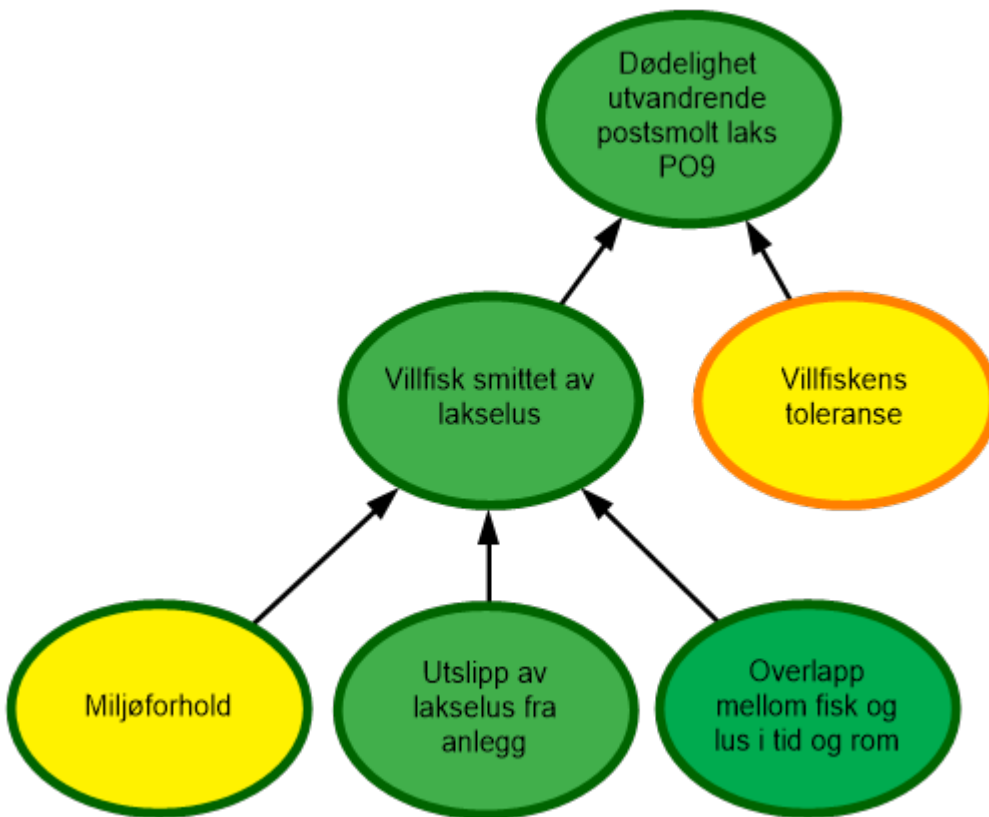 Dødelighet
utvandrende
postsmolt laks
PO9
Villfisk smittet av
lakselus
Villfiskens
toleranse
Miljøforhold
Utslipp av
lakselus fra
anlegg
Overlapp
mellom fisk og
lus i tid og rom